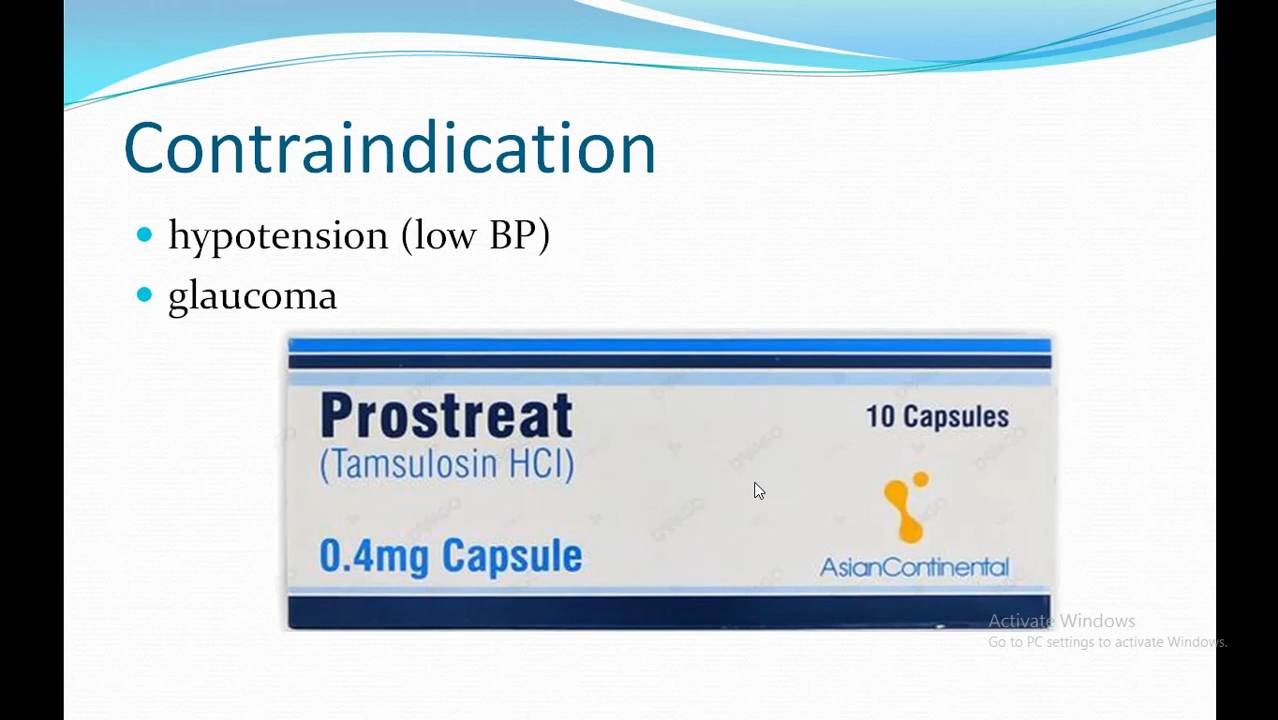 Contraindication
hypotension (low BP)
glaucoma
Prostreat
(Tamsulosin HCl)
10 Capsules
0.4mg Capsule
AsianContinental
Activate Windows
Go to PC settings to activate Windows.